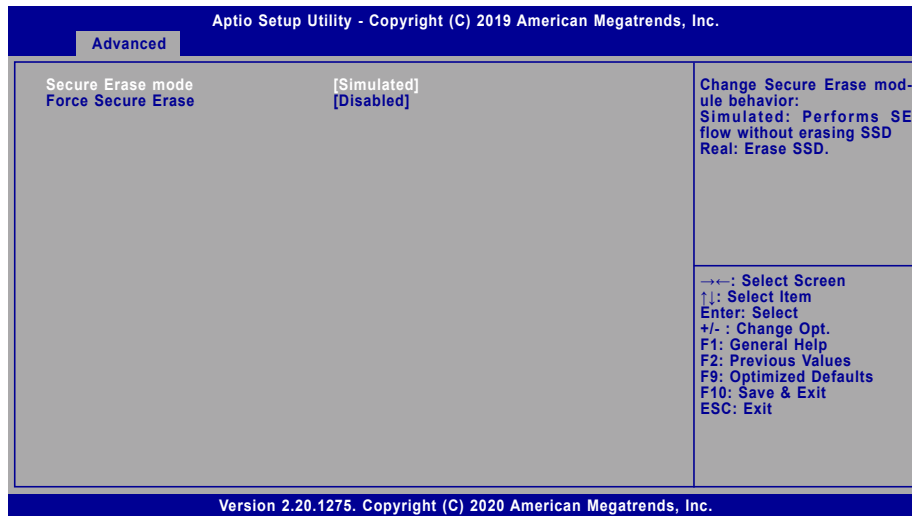 Aptio Setup Utility - Copyright (C) 2019 American Megatrends, Inc.
Advanced
Secure Erase mode [Simulated]
Force Secure Erase [Disabled]
Change Secure Erase mod-
ule behavior:
Simulated: Performs SE
flow without erasing SSD
Real: Erase SSD.
→←: Select Screen
↑↓: Select Item
Enter: Select
+/- : Change Opt.
F1: General Help
F2: Previous Values
F9: Optimized Defaults
F10: Save & Exit
ESC: Exit
Version 2.20.1275. Copyright (C) 2020 American Megatrends, Inc.